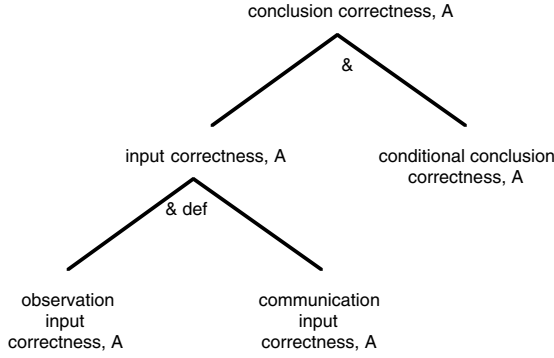 conclusion correctness, A
&
input correctness, A
conditional conclusion
correctness, A
& def
observation
input
correctness, A
communication
input
correctness, A